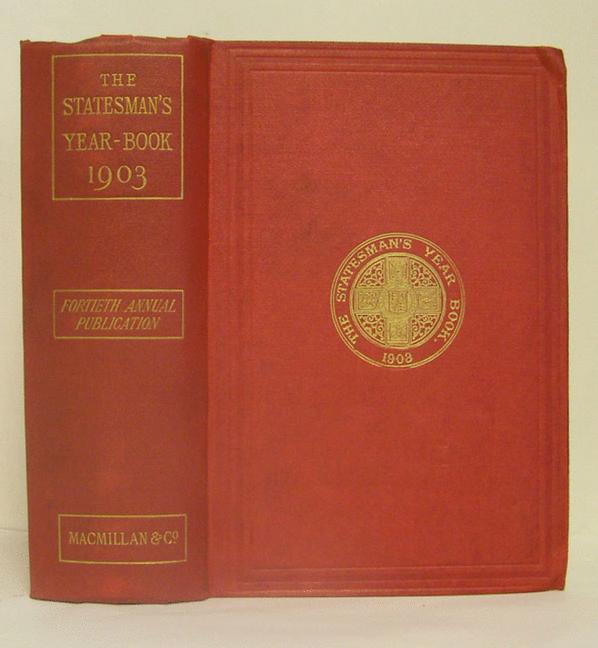 THE
STATESMAN'S
YEAR-BOOK
1903
FORTIETH ANNUAL
PUBLICATION
MACMILLAN & Cº
THE STATESMAN'S YEAR BOOK.
1903